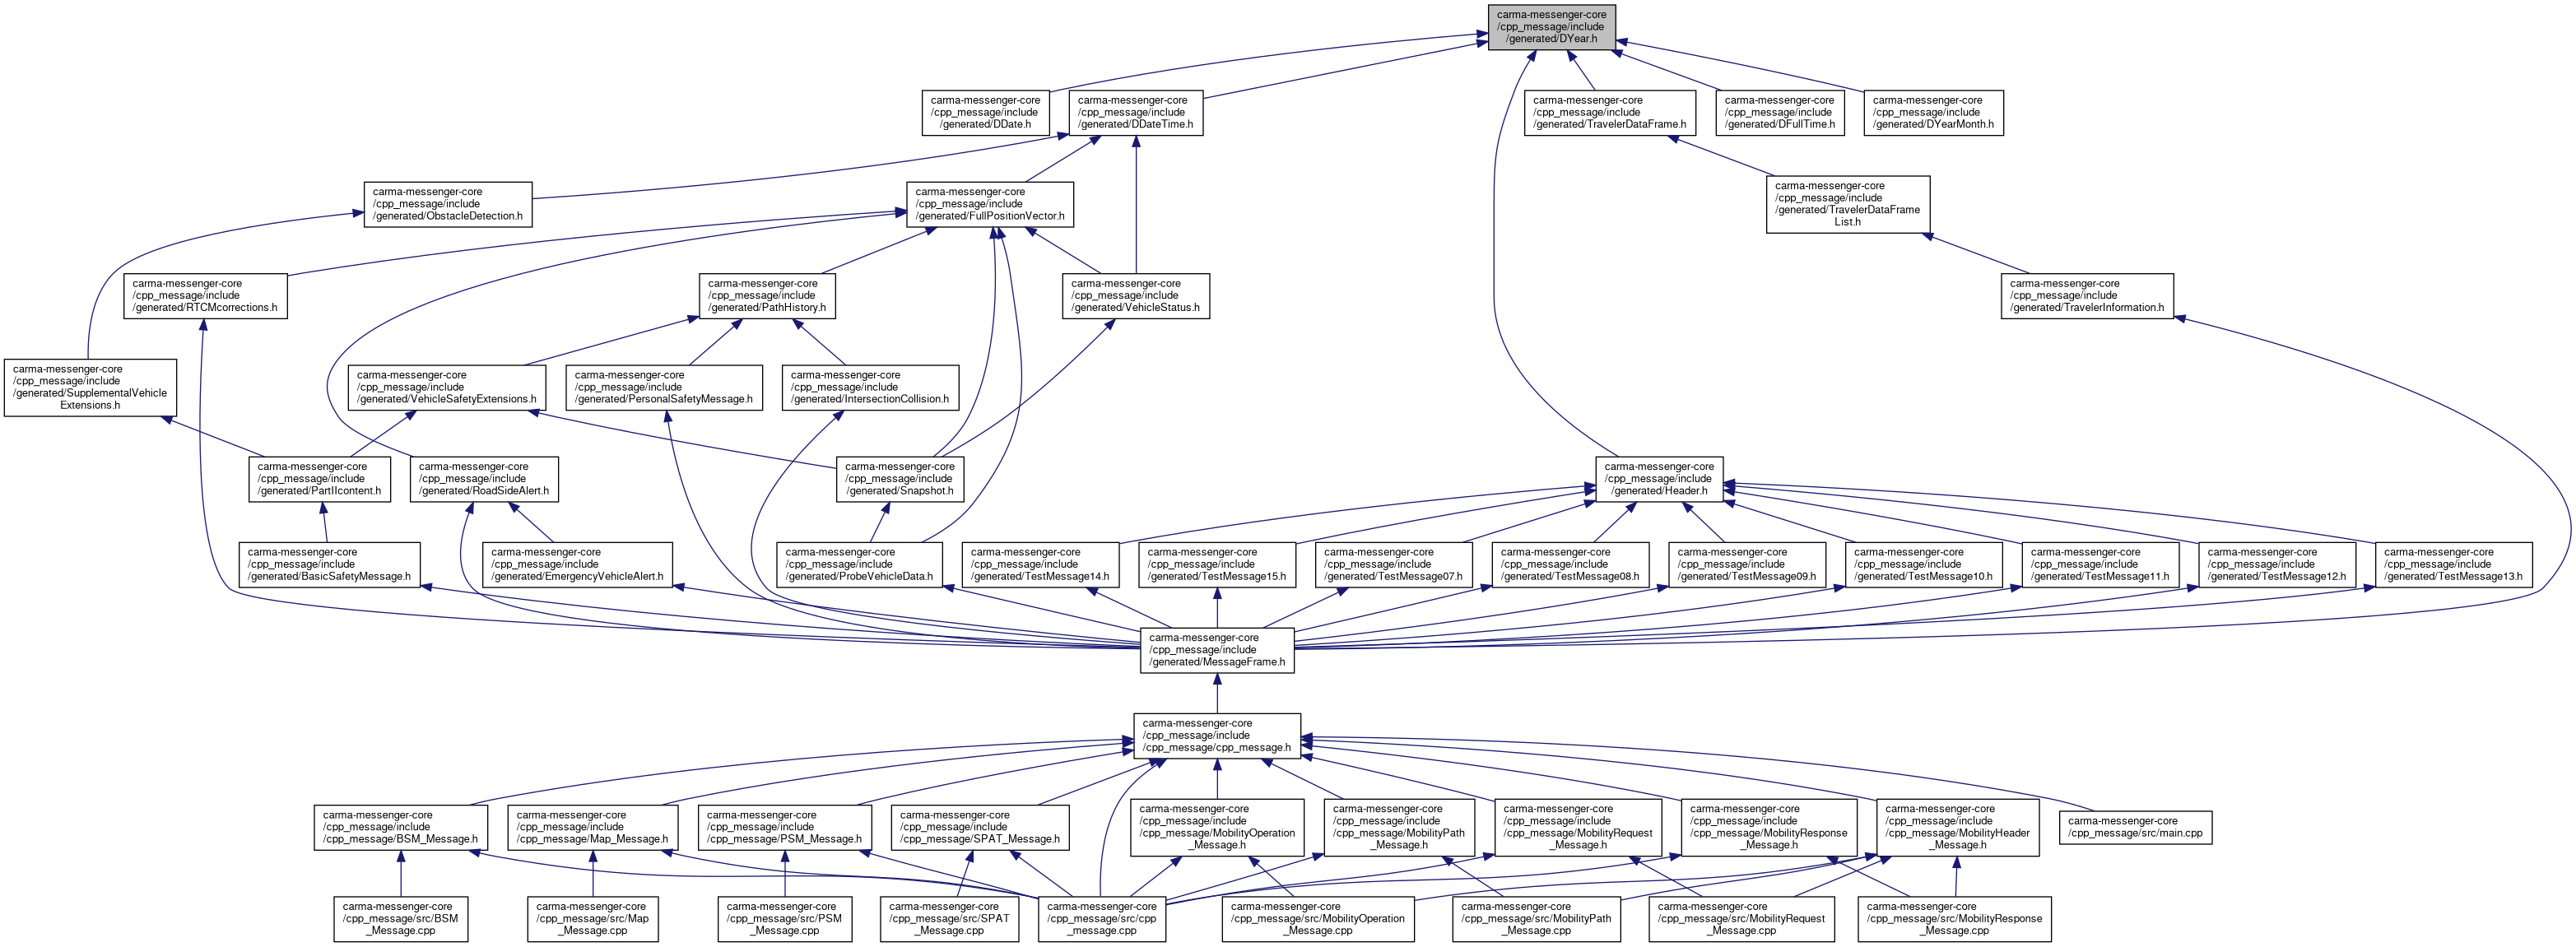 carma-messenger-core
/cpp_message/include
/generated/DYear.h
carma-messenger-core
/cpp_message/include
/generated/DDate.h
carma-messenger-core
/cpp_message/include
/generated/DDateTime.h
carma-messenger-core
/cpp_message/include
/generated/TravelerDataFrame.h
carma-messenger-core
/cpp_message/include
/generated/DFullTime.h
carma-messenger-core
/cpp_message/include
/generated/DYearMonth.h
carma-messenger-core
/cpp_message/include
/generated/ObstacleDetection.h
carma-messenger-core
/cpp_message/include
/generated/FullPositionVector.h
carma-messenger-core
/cpp_message/include
/generated/TravelerDataFrame
List.h
carma-messenger-core
/cpp_message/include
/generated/RTCMcorrections.h
carma-messenger-core
/cpp_message/include
/generated/PathHistory.h
carma-messenger-core
/cpp_message/include
/generated/VehicleStatus.h
carma-messenger-core
/cpp_message/include
/generated/TravelerInformation.h
carma-messenger-core
/cpp_message/include
/generated/SupplementalVehicle
Extensions.h
carma-messenger-core
/cpp_message/include
/generated/VehicleSafetyExtensions.h
carma-messenger-core
/cpp_message/include
/generated/PersonalSafetyMessage.h
carma-messenger-core
/cpp_message/include
/generated/IntersectionCollision.h
carma-messenger-core
/cpp_message/include
/generated/PartIIcontent.h
carma-messenger-core
/cpp_message/include
/generated/RoadSideAlert.h
carma-messenger-core
/cpp_message/include
/generated/Snapshot.h
carma-messenger-core
/cpp_message/include
/generated/Header.h
carma-messenger-core
/cpp_message/include
/generated/BasicSafetyMessage.h
carma-messenger-core
/cpp_message/include
/generated/EmergencyVehicleAlert.h
carma-messenger-core
/cpp_message/include
/generated/ProbeVehicleData.h
carma-messenger-core
/cpp_message/include
/generated/TestMessage14.h
carma-messenger-core
/cpp_message/include
/generated/TestMessage15.h
carma-messenger-core
/cpp_message/include
/generated/TestMessage07.h
carma-messenger-core
/cpp_message/include
/generated/TestMessage08.h
carma-messenger-core
/cpp_message/include
/generated/TestMessage09.h
carma-messenger-core
/cpp_message/include
/generated/TestMessage10.h
carma-messenger-core
/cpp_message/include
/generated/TestMessage11.h
carma-messenger-core
/cpp_message/include
/generated/TestMessage12.h
carma-messenger-core
/cpp_message/include
/generated/TestMessage13.h
carma-messenger-core
/cpp_message/include
/generated/MessageFrame.h
carma-messenger-core
/cpp_message/include
/cpp_message/cpp_message.h
carma-messenger-core
/cpp_message/include
/cpp_message/BSM_Message.h
carma-messenger-core
/cpp_message/include
/cpp_message/Map_Message.h
carma-messenger-core
/cpp_message/include
/cpp_message/PSM_Message.h
carma-messenger-core
/cpp_message/include
/cpp_message/SPAT_Message.h
carma-messenger-core
/cpp_message/include
/cpp_message/MobilityOperation
_Message.h
carma-messenger-core
/cpp_message/include
/cpp_message/MobilityPath
_Message.h
carma-messenger-core
/cpp_message/include
/cpp_message/MobilityRequest
_Message.h
carma-messenger-core
/cpp_message/include
/cpp_message/MobilityResponse
_Message.h
carma-messenger-core
/cpp_message/include
/cpp_message/MobilityHeader
_Message.h
carma-messenger-core
/cpp_message/src/main.cpp
carma-messenger-core
/cpp_message/src/BSM
_Message.cpp
carma-messenger-core
/cpp_message/src/Map
_Message.cpp
carma-messenger-core
/cpp_message/src/PSM
_Message.cpp
carma-messenger-core
/cpp_message/src/SPAT
_Message.cpp
carma-messenger-core
/cpp_message/src/cpp
_message.cpp
carma-messenger-core
/cpp_message/src/MobilityOperation
_Message.cpp
carma-messenger-core
/cpp_message/src/MobilityPath
_Message.cpp
carma-messenger-core
/cpp_message/src/MobilityRequest
_Message.cpp
carma-messenger-core
/cpp_message/src/MobilityResponse
_Message.cpp